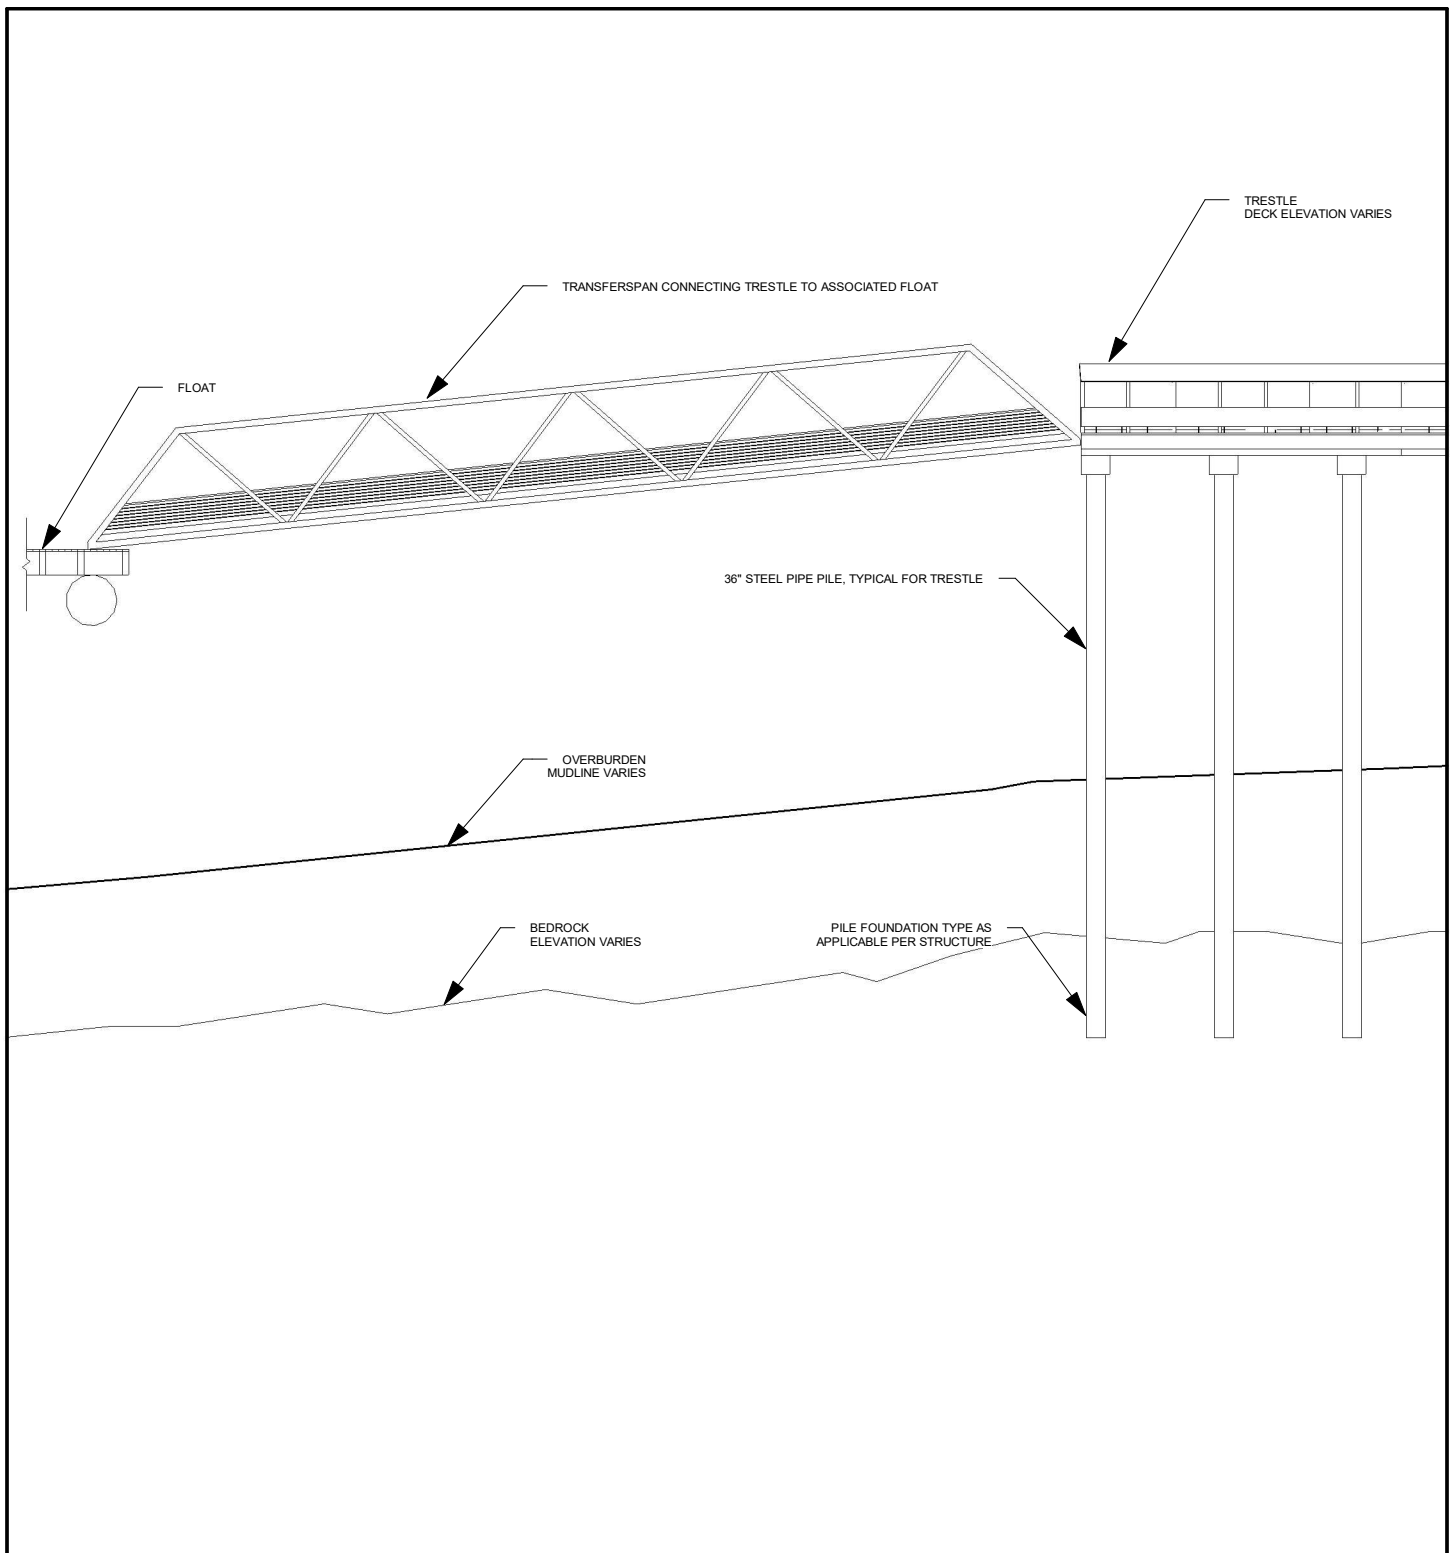 TRESTLE
DECK ELEVATION VARIES
TRANSFERSPAN CONNECTING TRESTLE TO ASSOCIATED FLOAT
FLOAT
36" STEEL PIPE PILE, TYPICAL FOR TRESTLE
OVERBURDEN
MUDLINE VARIES
BEDROCK
ELEVATION VARIES
PILE FOUNDATION TYPE AS
APPLICABLE PER STRUCTURE